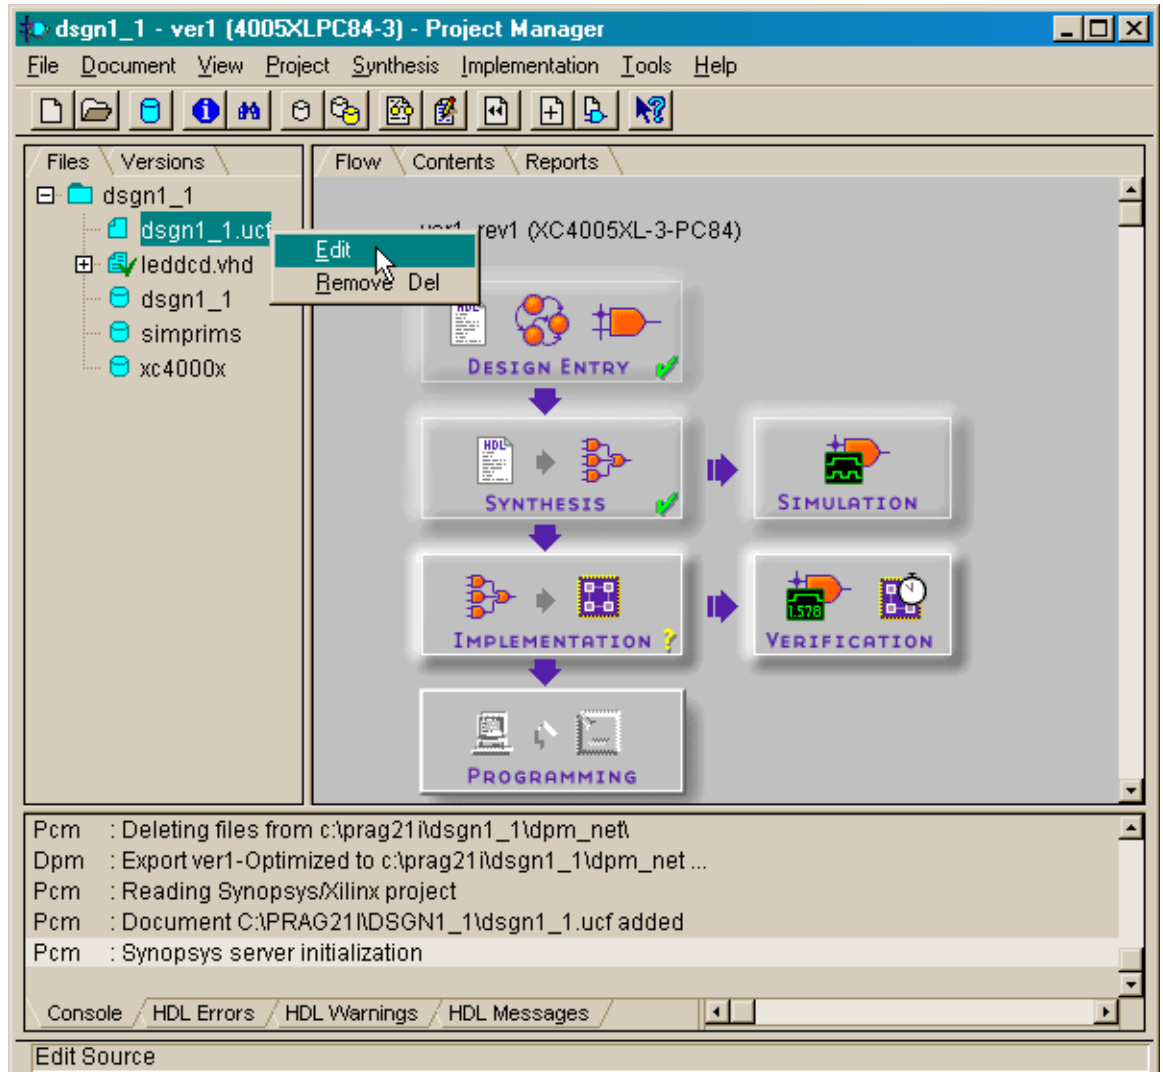 dsgn1_1 - ver1 (4005XLPC84-3) - Project Manager
File Document View Project Synthesis Implementation Tools Help
Files Versions
Flow Contents Reports
dsgn1_1
dsgn1_1.ucf
leddcd.vhd
dsgn1_1
simprims
xc4000x
Edit
Remove Del
rev1 (XC4005XL-3-PC84)
HDL
DESIGN ENTRY
HDL
SYNTHESIS
SIMULATION
IMPLEMENTATION ?
1.578
VERIFICATION
PROGRAMMING
Pcm : Deleting files from c:\prag21i\dsgn1_1\dpm_net\
Dpm : Export ver1-Optimized to c:\prag21i\dsgn1_1\dpm_net ...
Pcm : Reading Synopsys/Xilinx project
Pcm : Document C:\PRAG21I\DSGN1_1\dsgn1_1.ucf added
Pcm : Synopsys server initialization
Console HDL Errors HDL Warnings HDL Messages
Edit Source